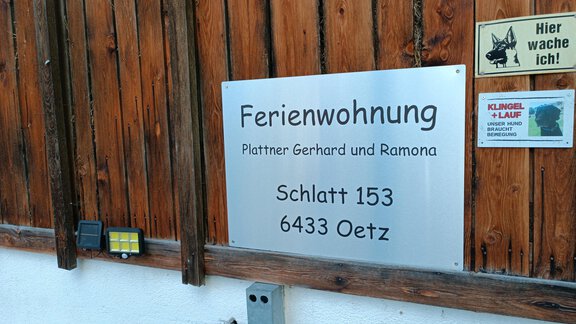 Ferienwohnung
Plattner Gerhard und Ramona
Schlatt 153
6433 Oetz
Hier
wache
ich!
KLINGEL
+ LAUF
UNSER HUND
BRAUCHT
BEWEGUNG